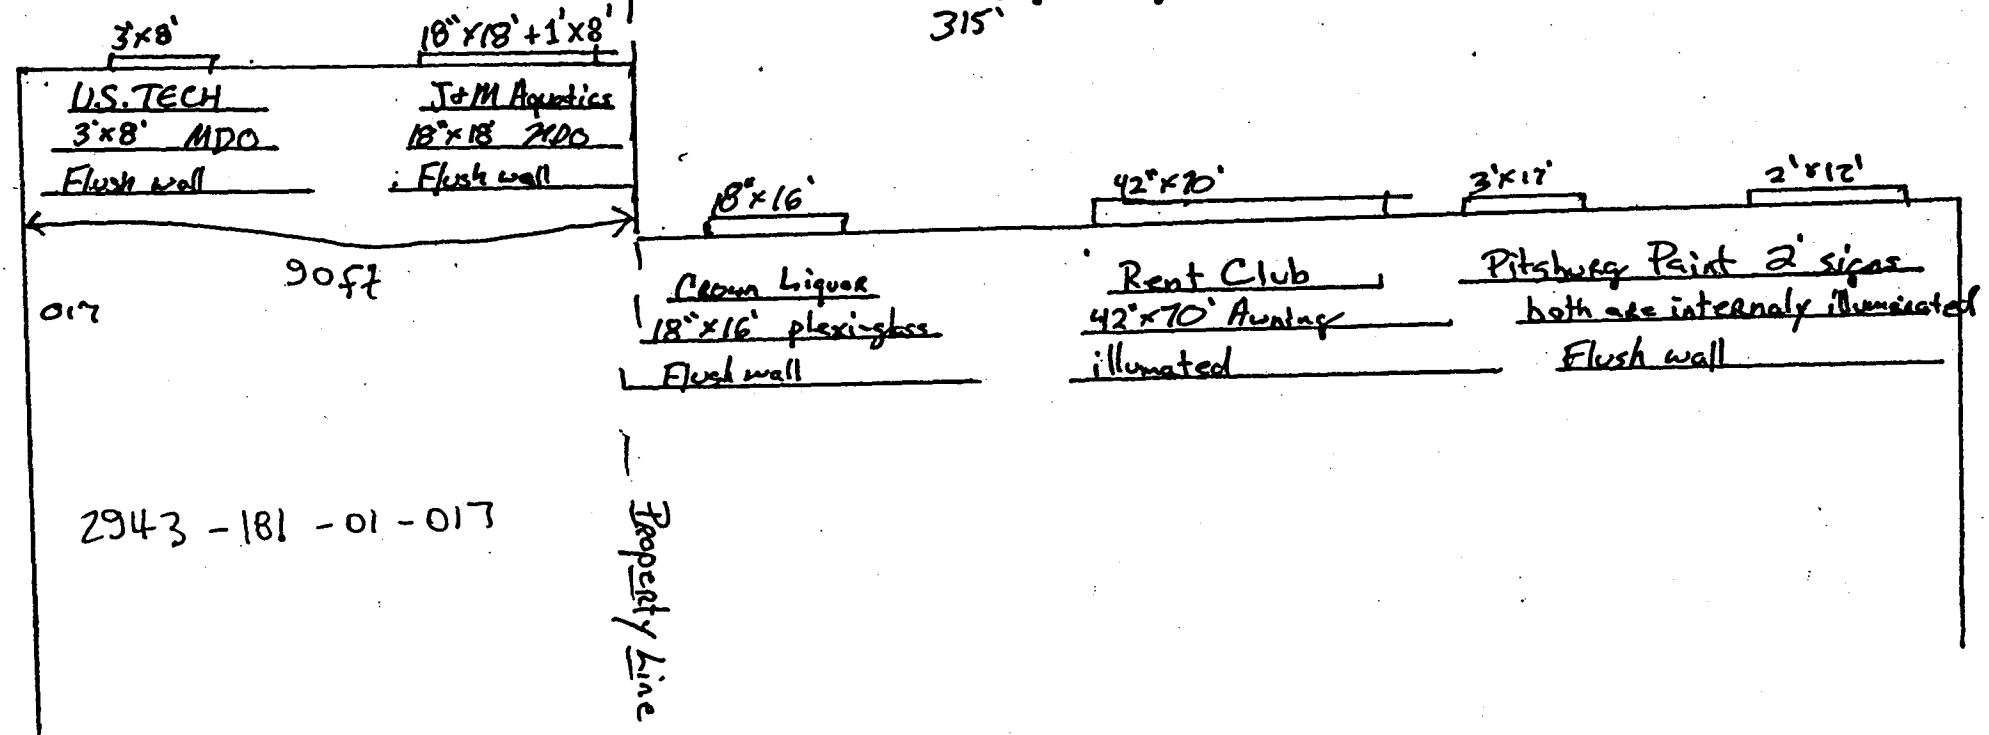 315'
3'x8'
18"x18'+1'x8'
U.S. TECH
3'x8' MDO
Flush wall
J+M Aquatics
18"x18' MDO
Flush wall
90ft
017
2943-181-01-017
Property Line
18"x16'
42"x70'
3'x12'
2'x12'
Crown Liquor
18"x16' plexi-glass
Flush wall
Rent Club
42"x70' Awning
illumated
Pitsburg Paint 2' signs
both are internaly illuminated
Flush wall